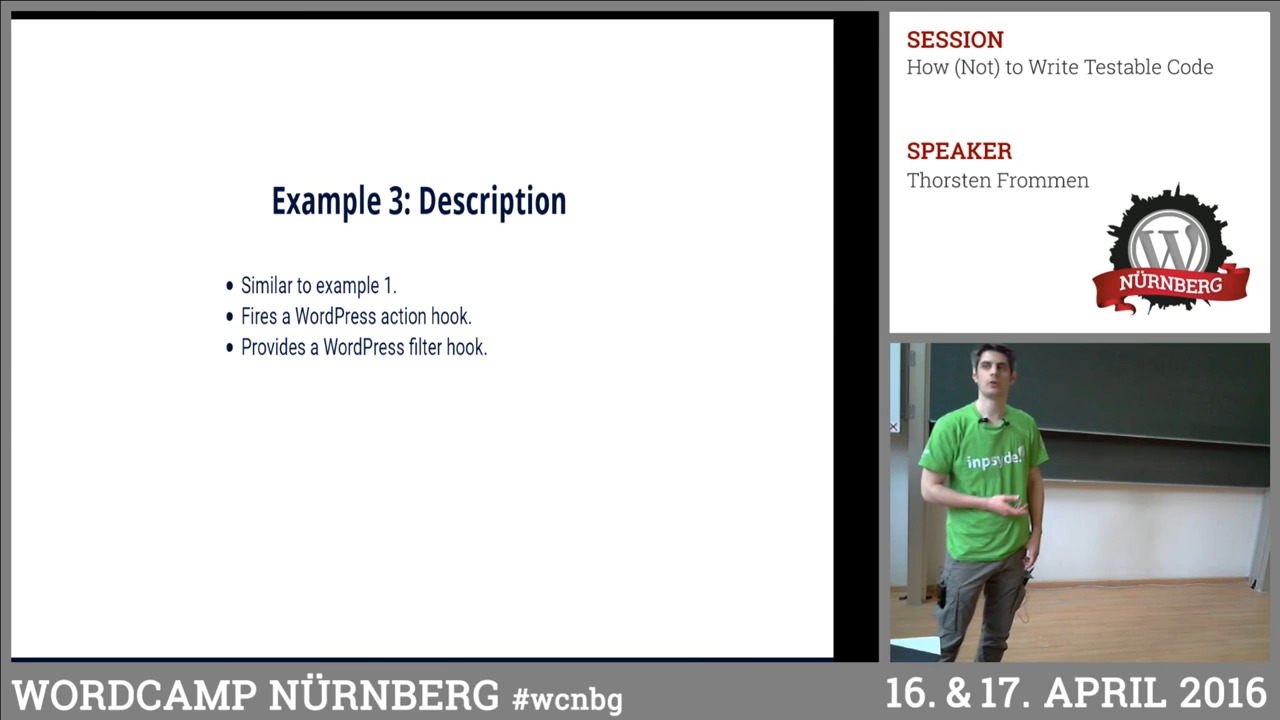 Example 3: Description
• Similar to example 1.
• Fires a WordPress action hook.
• Provides a WordPress filter hook.
SESSION
How (Not) to Write Testable Code
SPEAKER
Thorsten Frommen
W
NÜRNBERG
inpsyde
WORDCAMP NÜRNBERG #wcnbg
16. & 17. APRIL 2016